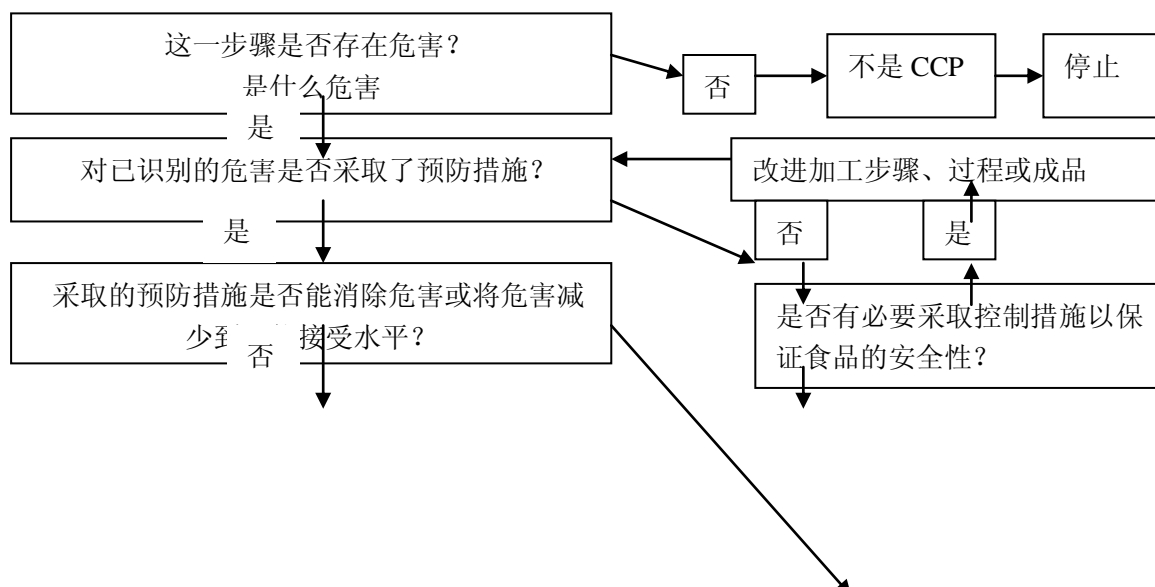 这一步骤是否存在危害？
是什么危害
否
不是 CCP
停止
是
对已识别的危害是否采取了预防措施？
改进加工步骤、过程或成品
是
否
是
采取的预防措施是否能消除危害或将危害减
少到 接受水平？
否
是否有必要采取控制措施以保
证食品的安全性？